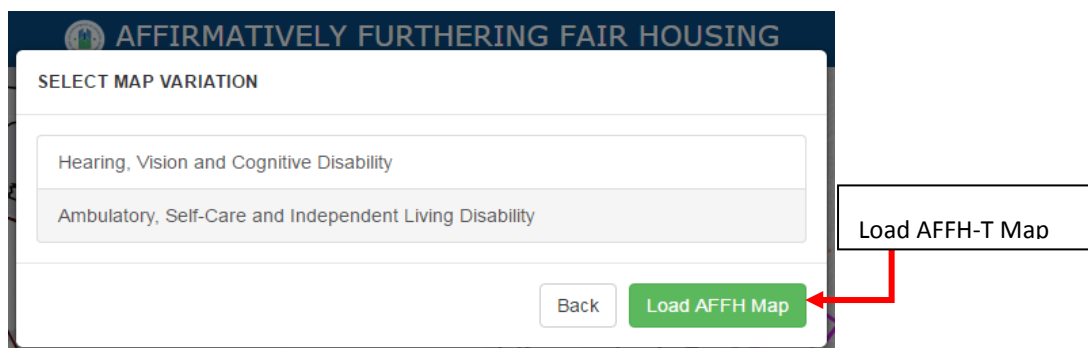 AFFIRMATIVELY FURTHERING FAIR HOUSING
SELECT MAP VARIATION
Hearing, Vision and Cognitive Disability
Ambulatory, Self-Care and Independent Living Disability
Load AFFH-T Map
Back
Load AFFH Map